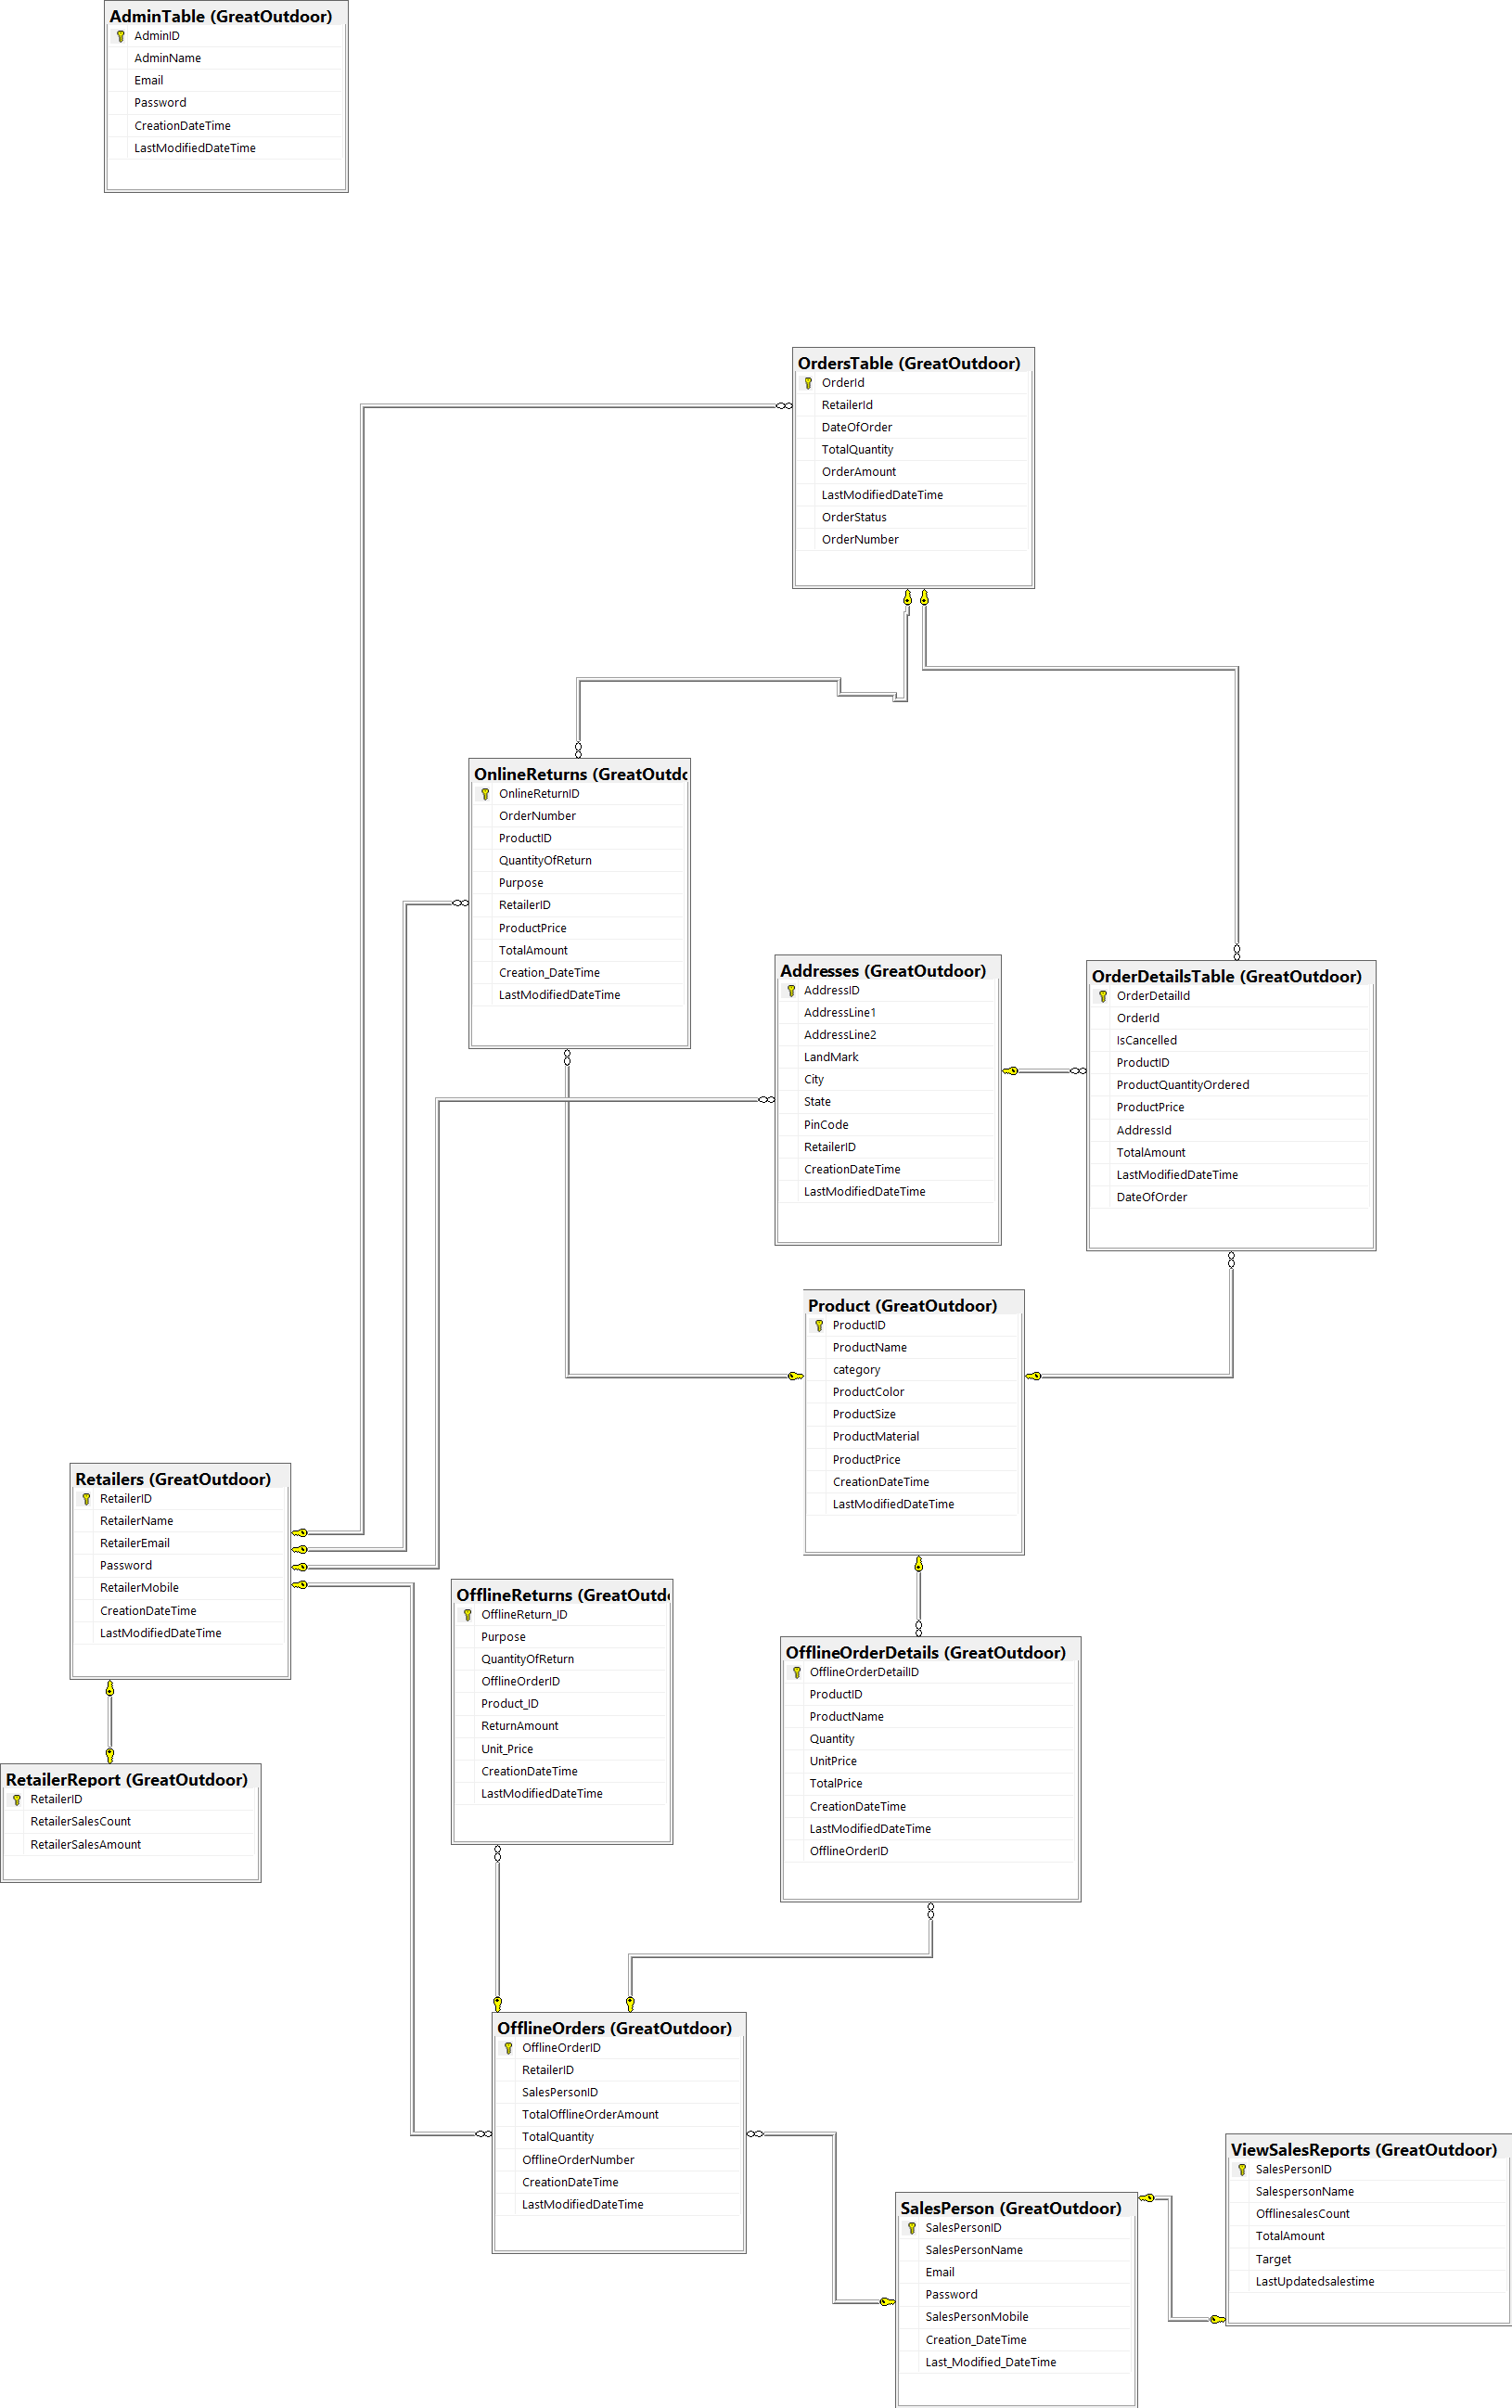 AdminTable (GreatOutdoor)
AdminID
AdminName
Email
Password
CreationDateTime
LastModifiedDateTime
OrdersTable (GreatOutdoor)
OrderId
RetailerId
DateOfOrder
TotalQuantity
OrderAmount
LastModifiedDateTime
OrderStatus
OrderNumber
OnlineReturns (GreatOutdo
OnlineReturnID
OrderNumber
ProductID
QuantityOfReturn
Purpose
RetailerID
ProductPrice
TotalAmount
Creation_DateTime
LastModifiedDateTime
Addresses (GreatOutdoor)
AddressID
AddressLine1
AddressLine2
LandMark
City
State
PinCode
RetailerID
CreationDateTime
LastModifiedDateTime
OrderDetailsTable (GreatOutdoor)
OrderDetailId
OrderId
IsCancelled
ProductID
ProductQuantityOrdered
ProductPrice
AddressId
TotalAmount
LastModifiedDateTime
DateOfOrder
Product (GreatOutdoor)
ProductID
ProductName
category
ProductColor
ProductSize
ProductMaterial
ProductPrice
CreationDateTime
LastModifiedDateTime
Retailers (GreatOutdoor)
RetailerID
RetailerName
RetailerEmail
Password
RetailerMobile
CreationDateTime
LastModifiedDateTime
OfflineReturns (GreatOutdo
OfflineReturn_ID
Purpose
QuantityOfReturn
OfflineOrderID
Product_ID
ReturnAmount
Unit_Price
CreationDateTime
LastModifiedDateTime
OfflineOrderDetails (GreatOutdoor)
OfflineOrderDetailID
ProductID
ProductName
Quantity
UnitPrice
TotalPrice
CreationDateTime
LastModifiedDateTime
OfflineOrderID
RetailerReport (GreatOutdoor)
RetailerID
RetailerSalesCount
RetailerSalesAmount
OfflineOrders (GreatOutdoor)
OfflineOrderID
RetailerID
SalesPersonID
TotalOfflineOrderAmount
TotalQuantity
OfflineOrderNumber
CreationDateTime
LastModifiedDateTime
SalesPerson (GreatOutdoor)
SalesPersonID
SalesPersonName
Email
Password
SalesPersonMobile
Creation_DateTime
Last_Modified_DateTime
ViewSalesReports (GreatOutdoor)
SalesPersonID
SalespersonName
OfflinesalesCount
TotalAmount
Target
LastUpdatedsalestime